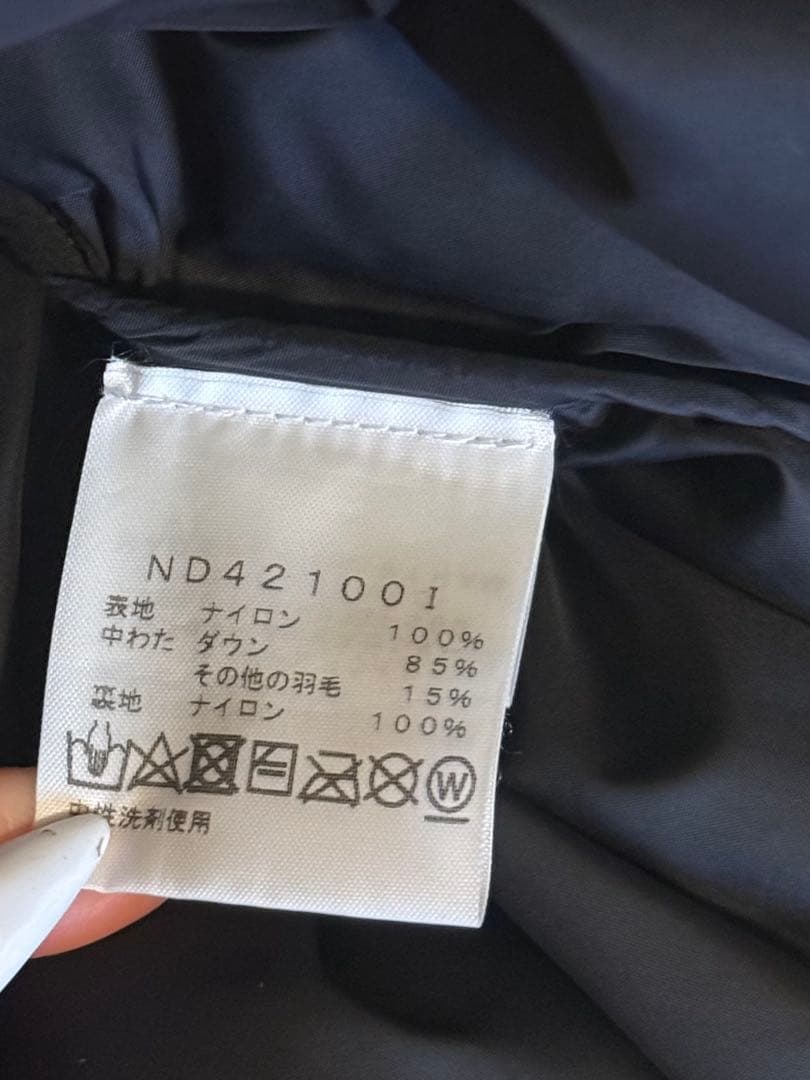 ND42100I
表地 ナイロン 100%
中わた ダウン 85%
その他の羽毛 15%
裏地 ナイロン 100%
W
中性洗剤使用